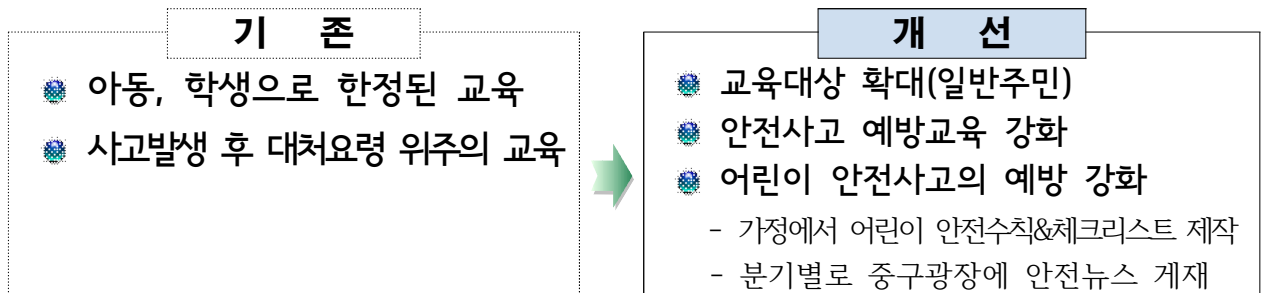 기 존
아동, 학생으로 한정된 교육
사고발생 후 대처요령 위주의 교육
개 선
교육대상 확대(일반주민)
안전사고 예방교육 강화
어린이 안전사고의 예방 강화
- 가정에서 어린이 안전수칙&체크리스트 제작
- 분기별로 중구광장에 안전뉴스 게재